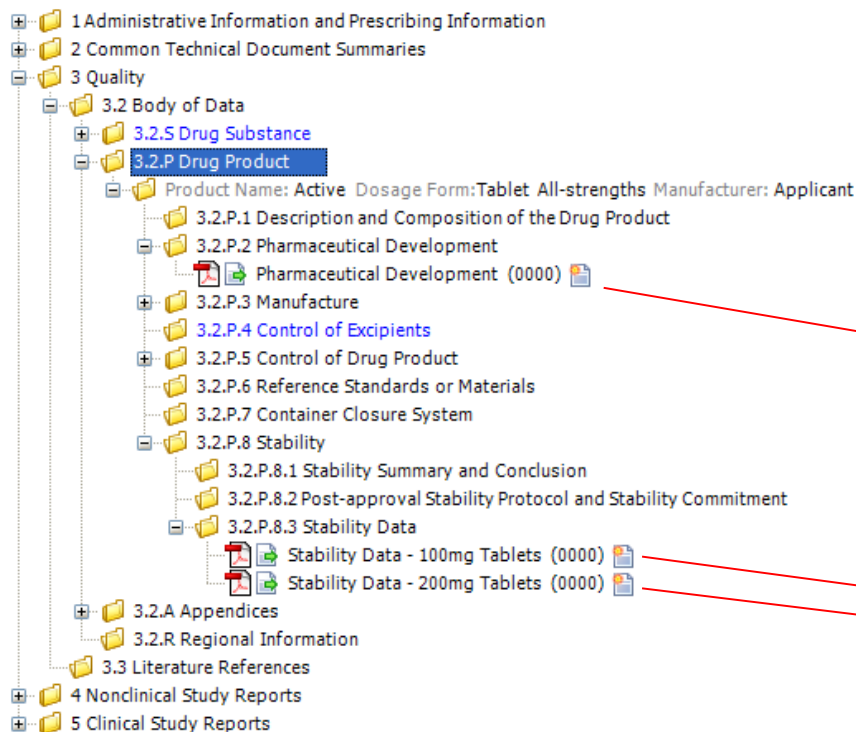 1 Administrative Information and Prescribing Information
2 Common Technical Document Summaries
3 Quality
3.2 Body of Data
3.2.S Drug Substance
3.2.P Drug Product
Product Name: Active Dosage Form:Tablet All-strengths Manufacturer: Applicant
3.2.P.1 Description and Composition of the Drug Product
3.2.P.2 Pharmaceutical Development
Pharmaceutical Development (0000)
3.2.P.3 Manufacture
3.2.P.4 Control of Excipients
3.2.P.5 Control of Drug Product
3.2.P.6 Reference Standards or Materials
3.2.P.7 Container Closure System
3.2.P.8 Stability
3.2.P.8.1 Stability Summary and Conclusion
3.2.P.8.2 Post-approval Stability Protocol and Stability Commitment
3.2.P.8.3 Stability Data
Stability Data - 100mg Tablets (0000)
Stability Data - 200mg Tablets (0000)
3.2.A Appendices
3.2.R Regional Information
3.3 Literature References
4 Nonclinical Study Reports
5 Clinical Study Reports